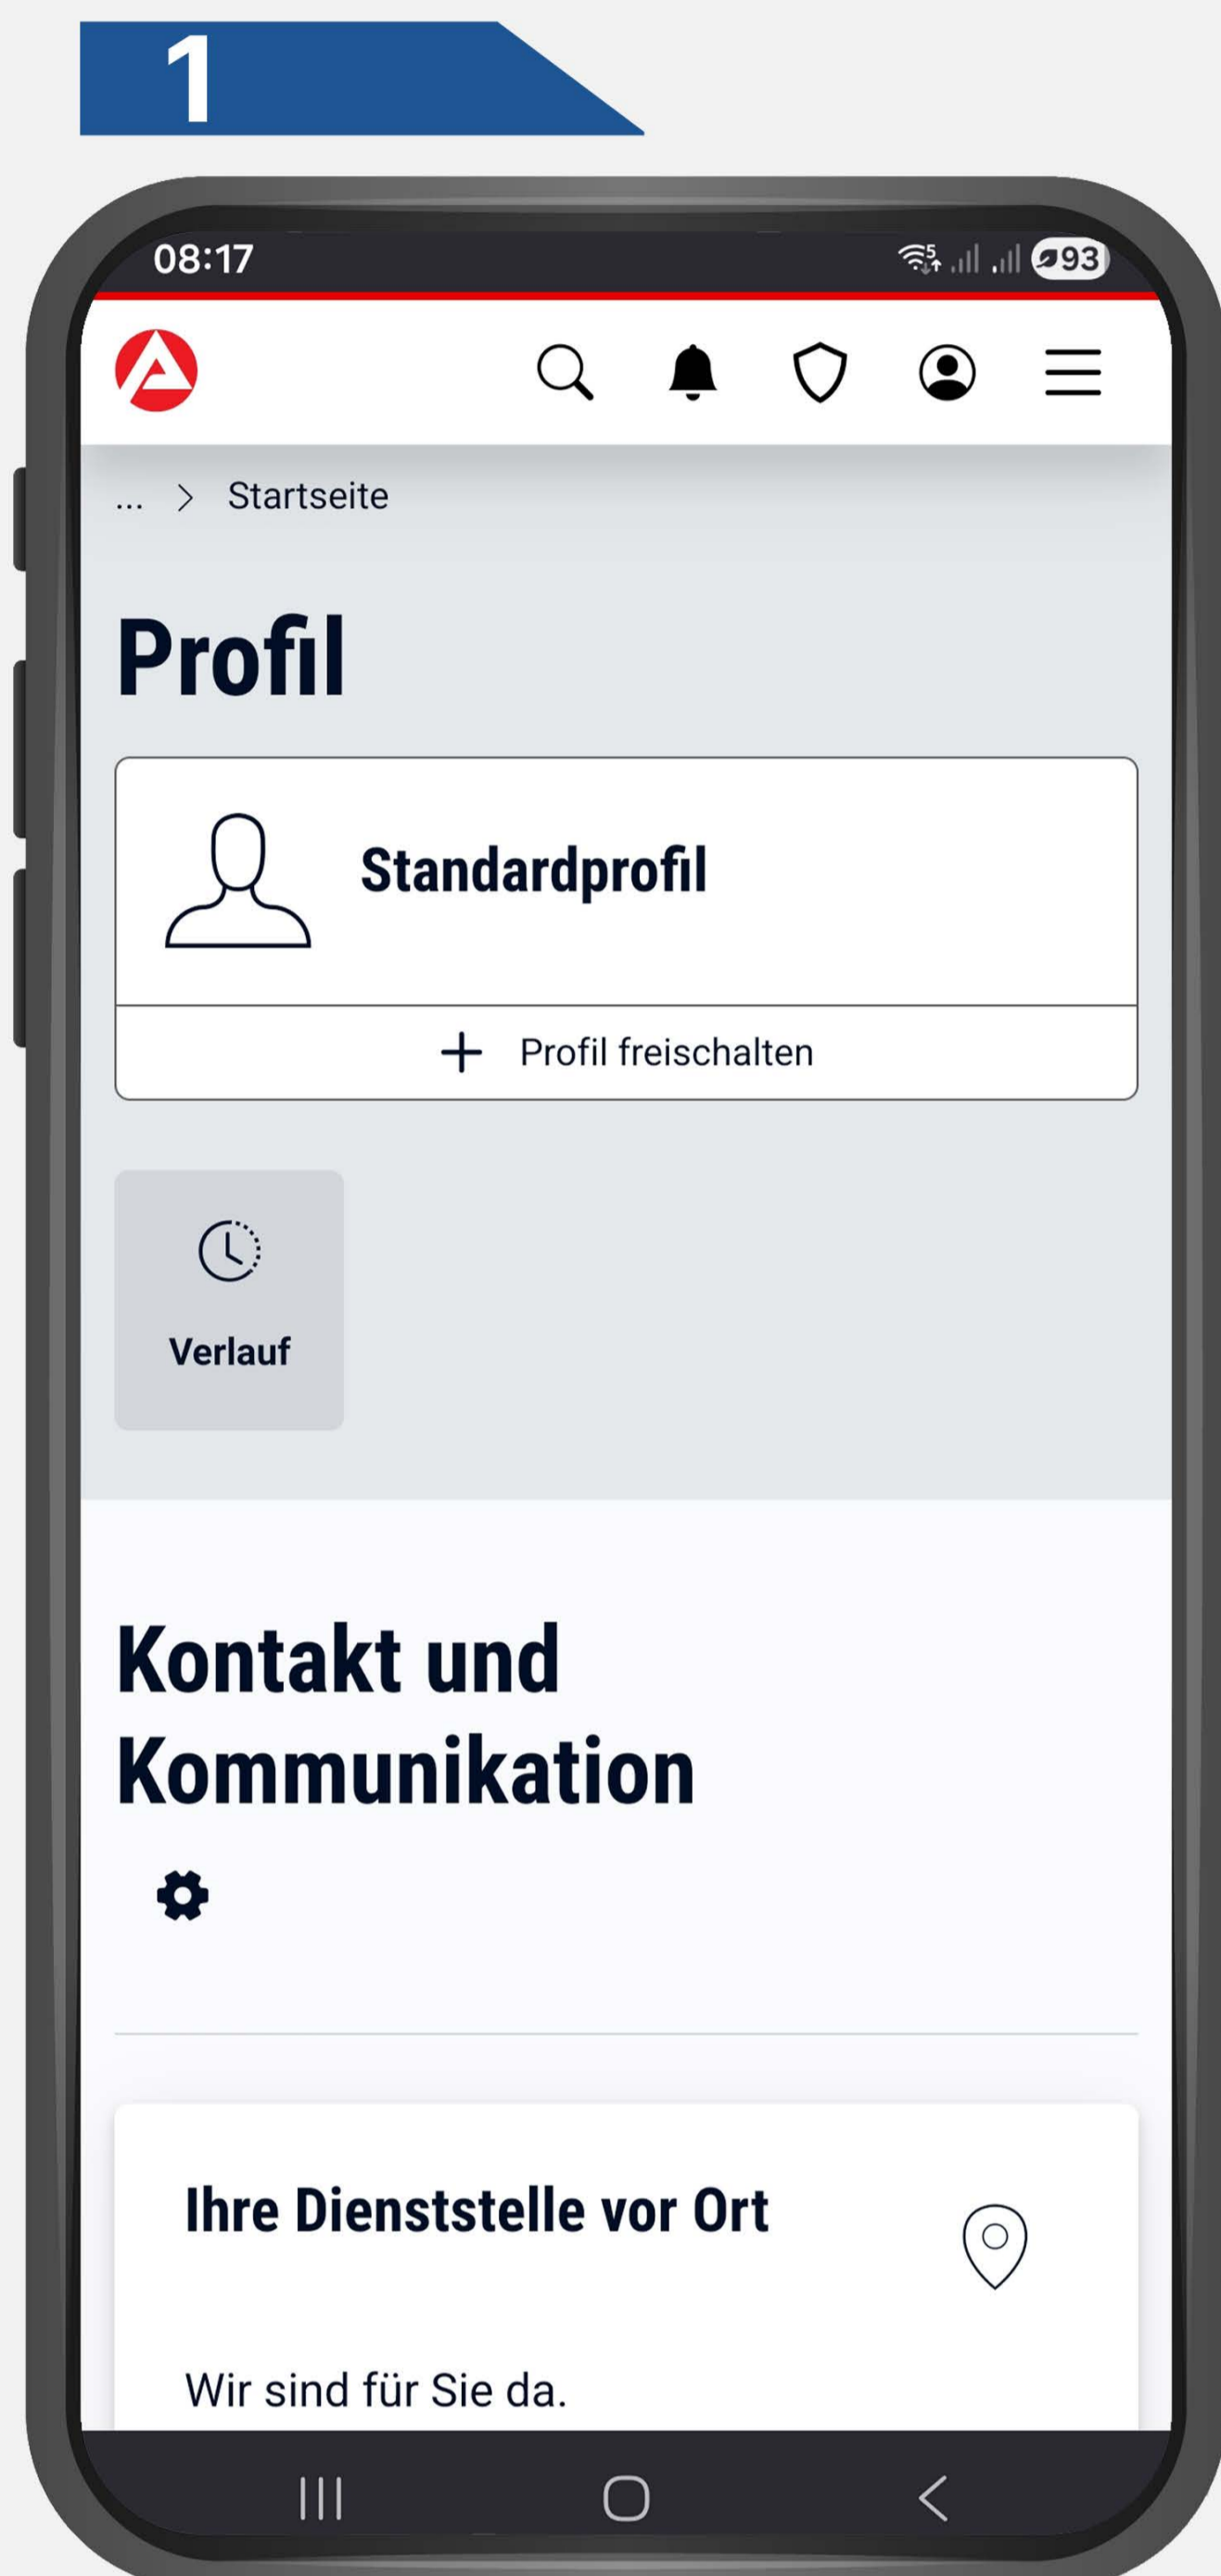 1
08:17
5
93
... > Startseite
Profil
Standardprofil
+ Profil freischalten
Verlauf
Kontakt und
Kommunikation
Ihre Dienststelle vor Ort
Wir sind für Sie da.